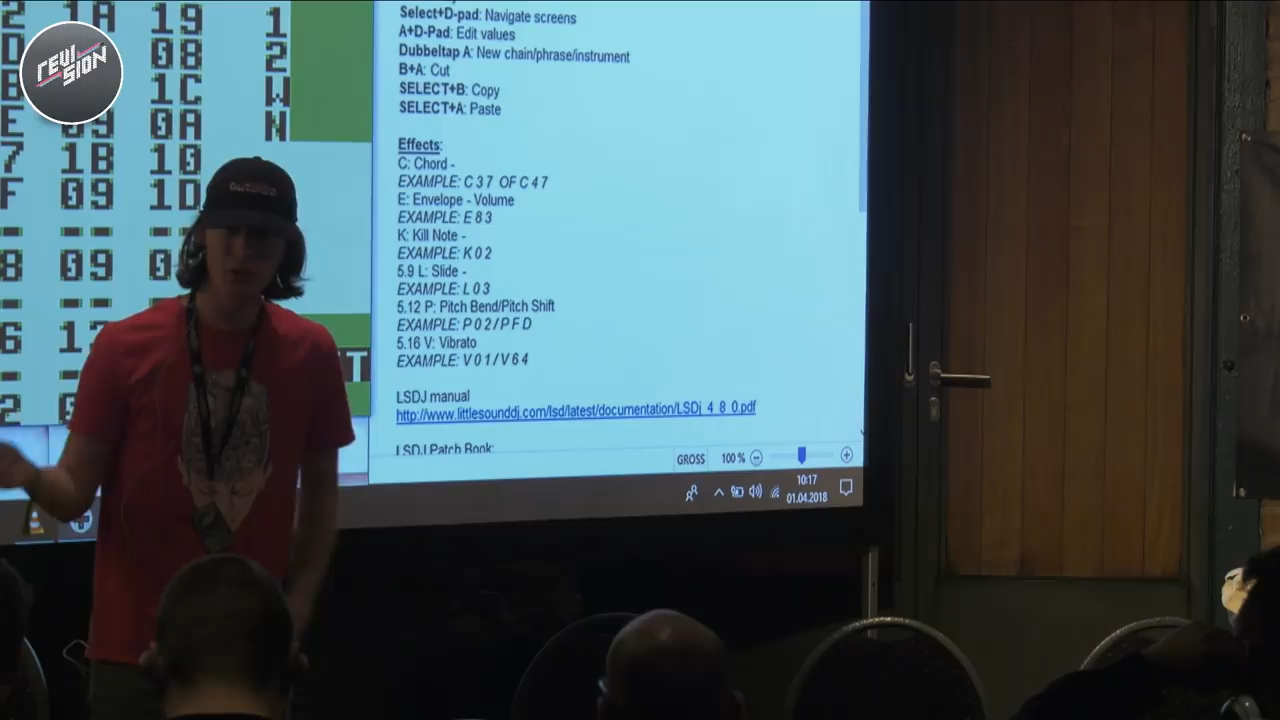 REVI
SION
2 1A 19 1
D 08 2
B 1C W
E 09 0A N
7 1B 10
F 09 1D
-- --
8 09
-- --
6
2
T
Select+D-pad: Navigate screens
A+D-Pad: Edit values
Dubbeltap A: New chain/phrase/instrument
B+A: Cut
SELECT+B: Copy
SELECT+A: Paste
Effects:
C: Chord -
EXAMPLE: C 3 7 OF C 4 7
E: Envelope - Volume
EXAMPLE: E 8 3
K: Kill Note -
EXAMPLE: K 0 2
5.9 L: Slide -
EXAMPLE: L 0 3
5.12 P: Pitch Bend/Pitch Shift
EXAMPLE: P 0 2 / P F D
5.16 V: Vibrato
EXAMPLE: V 0 1 / V 6 4
LSDJ manual
http://www.littlesounddj.com/lsd/latest/documentation/LSDj_4_8_0.pdf
LSDJ Patch Book:
GROSS 100 %
10:17
01.04.2018